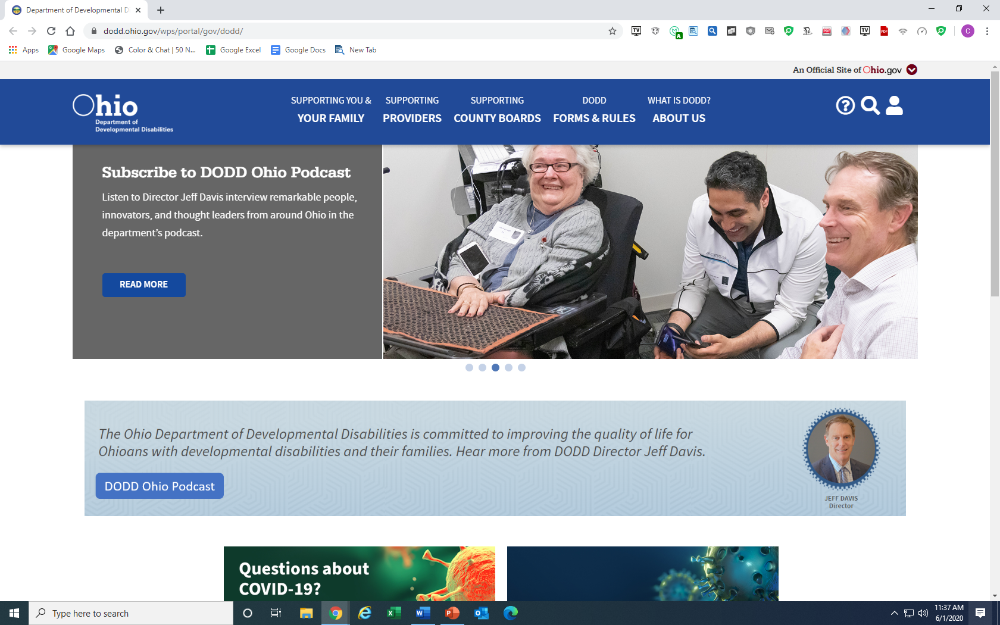 Department of Developmental D
dodd.ohio.gov/wps/portal/gov/dodd/
C
Apps
Google Maps
Color & Chat | 50 N...
Google Excel
Google Docs
New Tab
An Official Site of Ohio.gov
Ohio
Department of
Developmental Disabilities
SUPPORTING YOU &
YOUR FAMILY
SUPPORTING
PROVIDERS
SUPPORTING
COUNTY BOARDS
DODD
FORMS & RULES
WHAT IS DODD?
ABOUT US
Subscribe to DODD Ohio Podcast
Listen to Director Jeff Davis interview remarkable people,
innovators, and thought leaders from around Ohio in the
department’s podcast.
READ MORE
The Ohio Department of Developmental Disabilities is committed to improving the quality of life for
Ohioans with developmental disabilities and their families. Hear more from DODD Director Jeff Davis.
DODD Ohio Podcast
JEFF DAVIS
Director
Questions about
COVID-19?
Type here to search
11:37 AM
6/1/2020